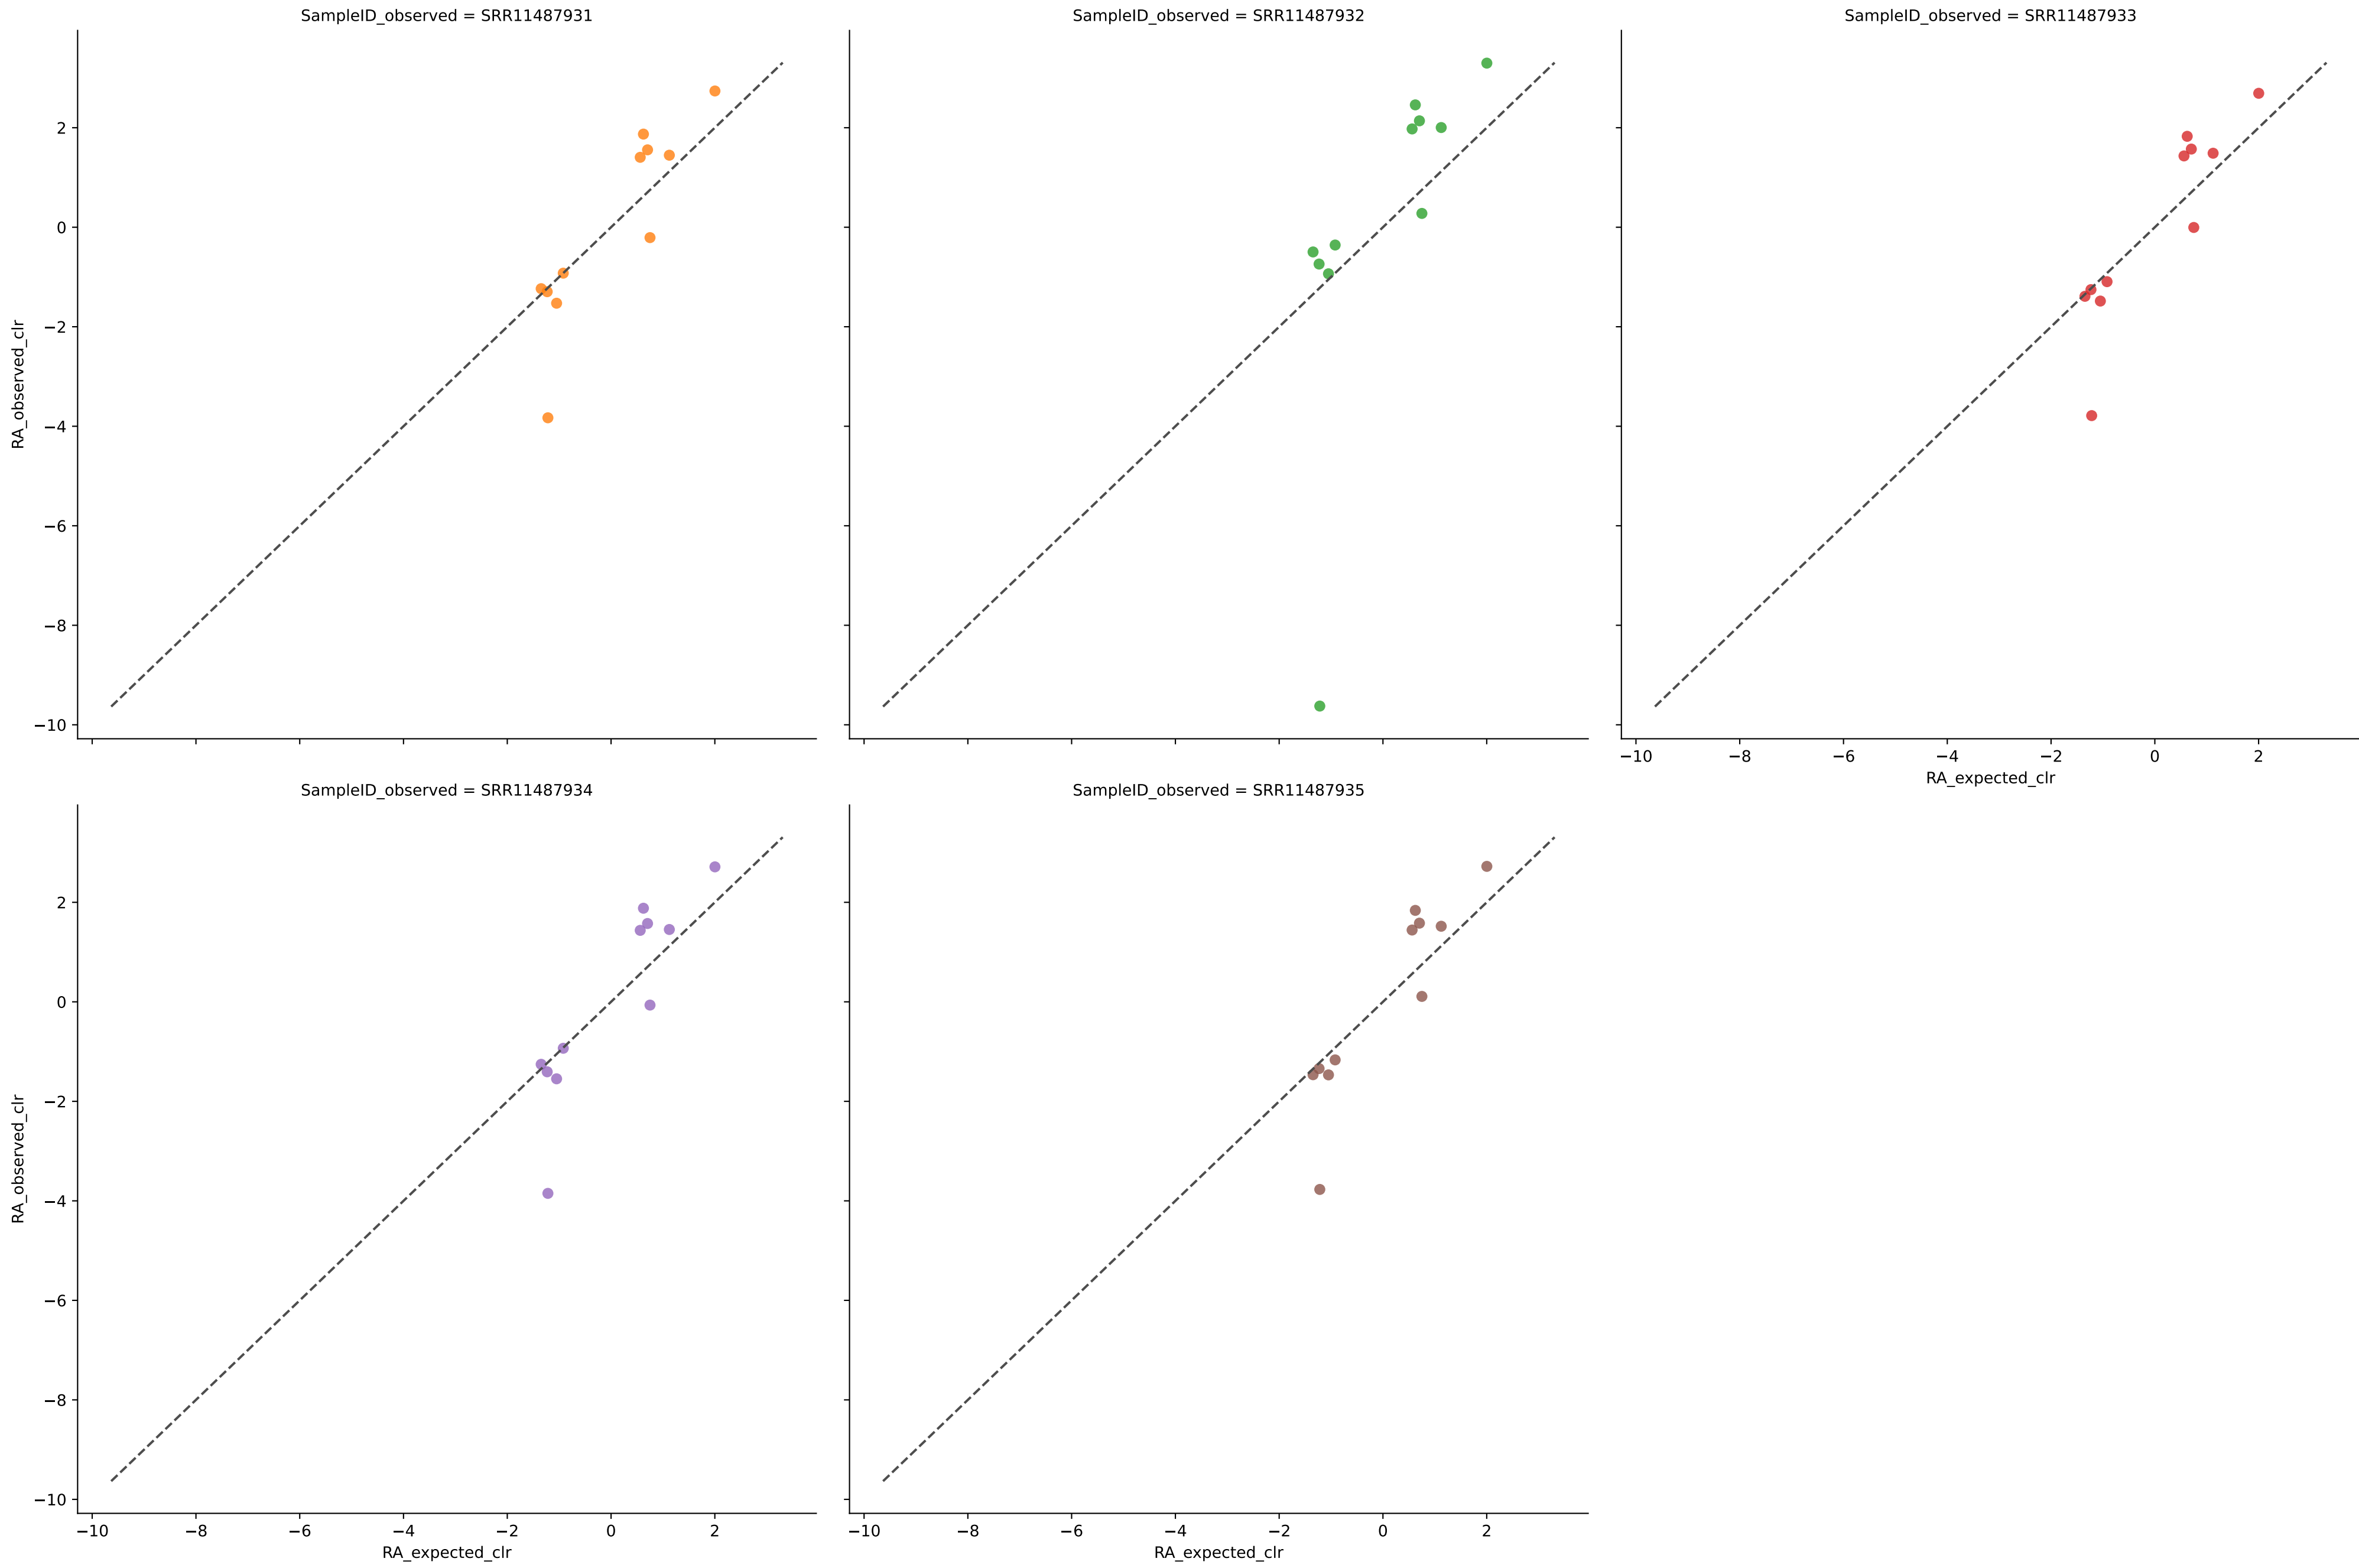 SampleID_observed = SRR11487931
SampleID_observed = SRR11487932
SampleID_observed = SRR11487933
RA_observed_clr
2
0
−2
−4
−6
−8
−10
−10 −8 −6 −4 −2 0 2
RA_expected_clr
SampleID_observed = SRR11487934
SampleID_observed = SRR11487935
RA_observed_clr
2
0
−2
−4
−6
−8
−10
−10 −8 −6 −4 −2 0 2
RA_expected_clr
−10 −8 −6 −4 −2 0 2
RA_expected_clr